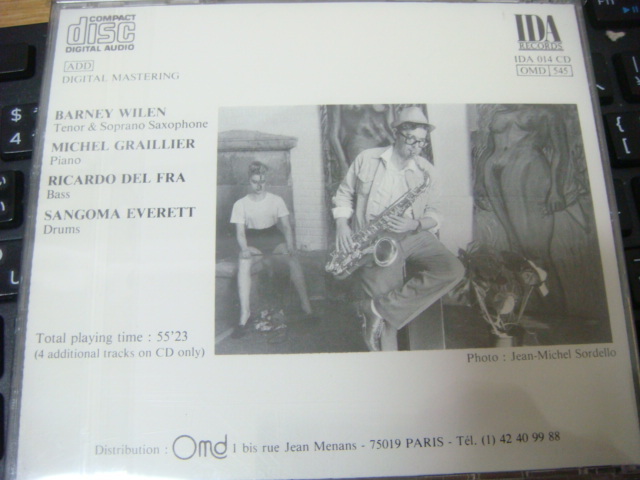 COMPACT
disc
DIGITAL AUDIO
ADD
DIGITAL MASTERING
IDA
RECORDS
IDA 014 CD
OMD 545
BARNEY WILEN
Tenor & Soprano Saxophone
MICHEL GRAILLIER
Piano
RICARDO DEL FRA
Bass
SANGOMA EVERETT
Drums
Total playing time : 55'23
(4 additional tracks on CD only)
Photo : Jean-Michel Sordello
Distribution : Omd 1 bis rue Jean Menans - 75019 PARIS - Tél. (1) 42 40 99 88
$
4